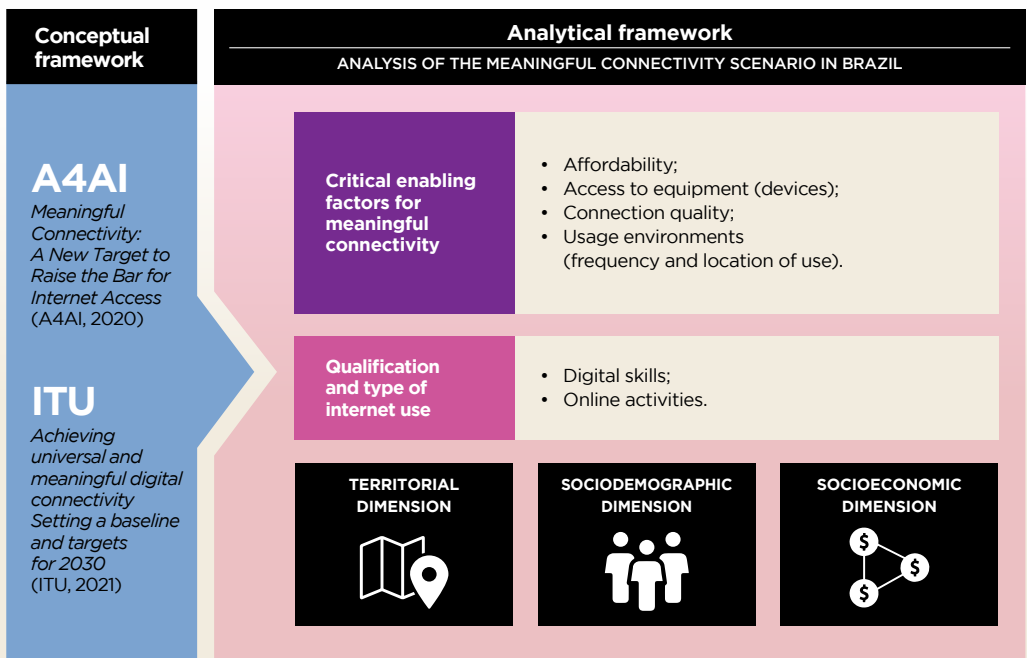 Conceptual
framework
Analytical framework
ANALYSIS OF THE MEANINGFUL CONNECTIVITY SCENARIO IN BRAZIL
A4AI
Meaningful
Connectivity:
A New Target to
Raise the Bar for
Internet Access
(A4AI, 2020)
ITU
Achieving
universal and
meaningful digital
connectivity
Setting a baseline
and targets
for 2030
(ITU, 2021)
Critical enabling
factors for
meaningful
connectivity
• Affordability;
• Access to equipment (devices);
• Connection quality;
• Usage environments
(frequency and location of use).
Qualification
and type of
internet use
• Digital skills;
• Online activities.
TERRITORIAL
DIMENSION
SOCIODEMOGRAPHIC
DIMENSION
SOCIOECONOMIC
DIMENSION
$
$
$